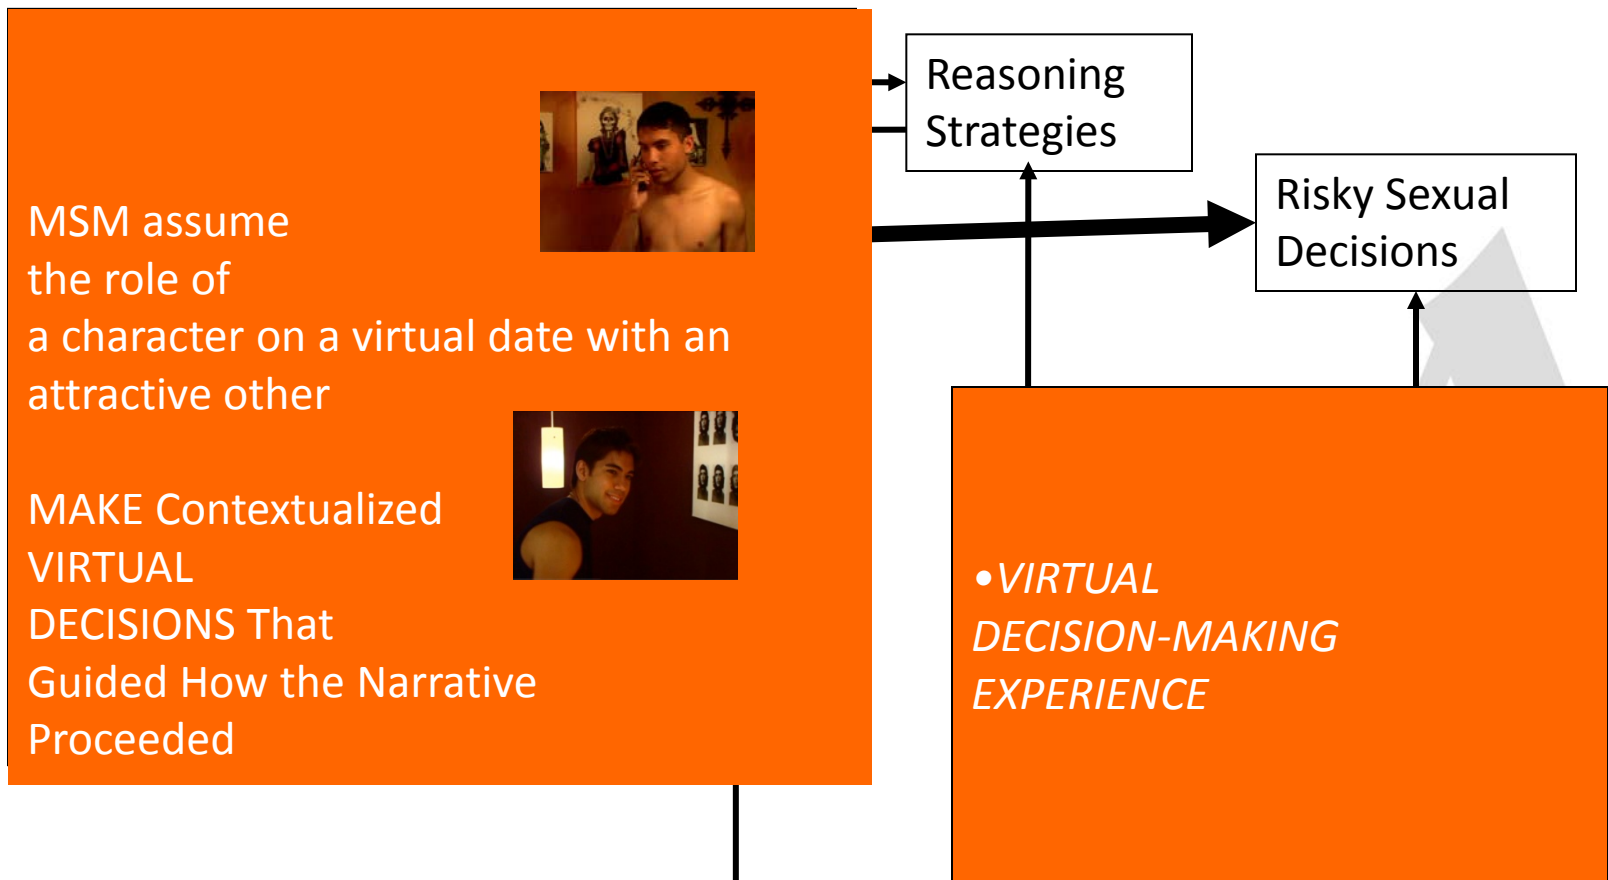 MSM assume
the role of
a character on a virtual date with an
attractive other
MAKE Contextualized
VIRTUAL
DECISIONS That
Guided How the Narrative
Proceeded
Reasoning
Strategies
Risky Sexual
Decisions
•VIRTUAL
DECISION-MAKING
EXPERIENCE